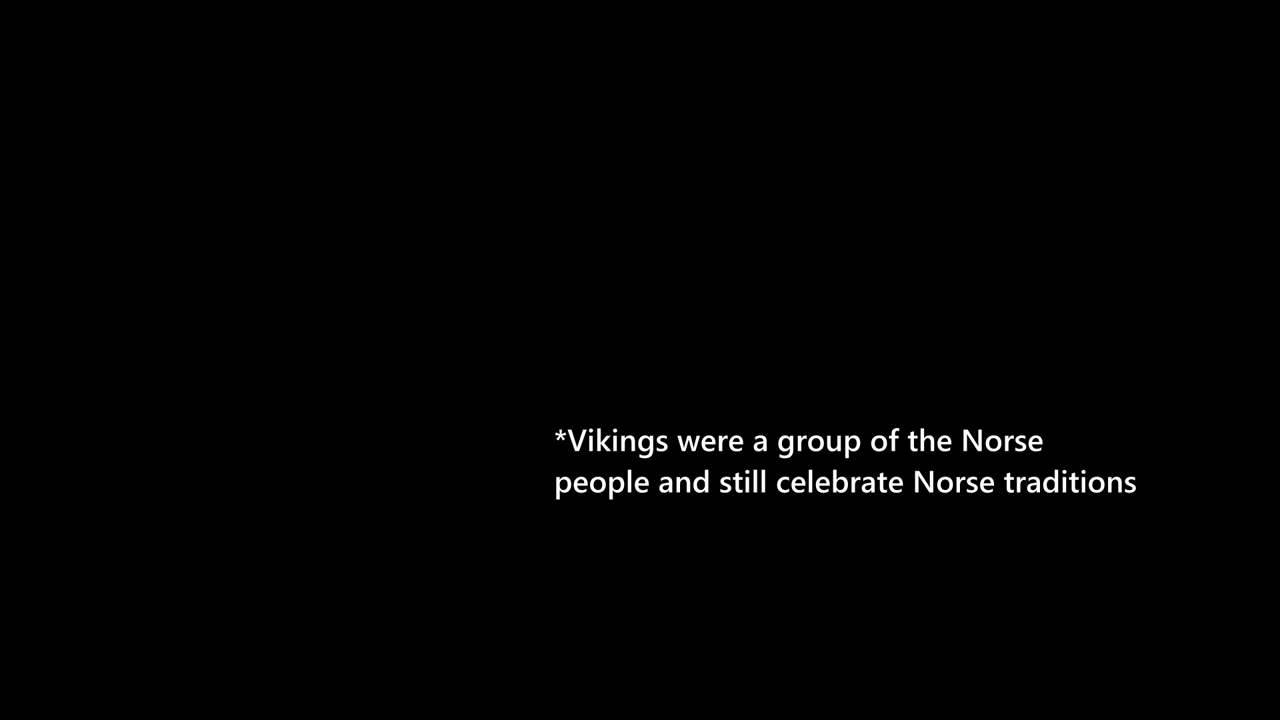 *Vikings were a group of the Norse
people and still celebrate Norse traditions